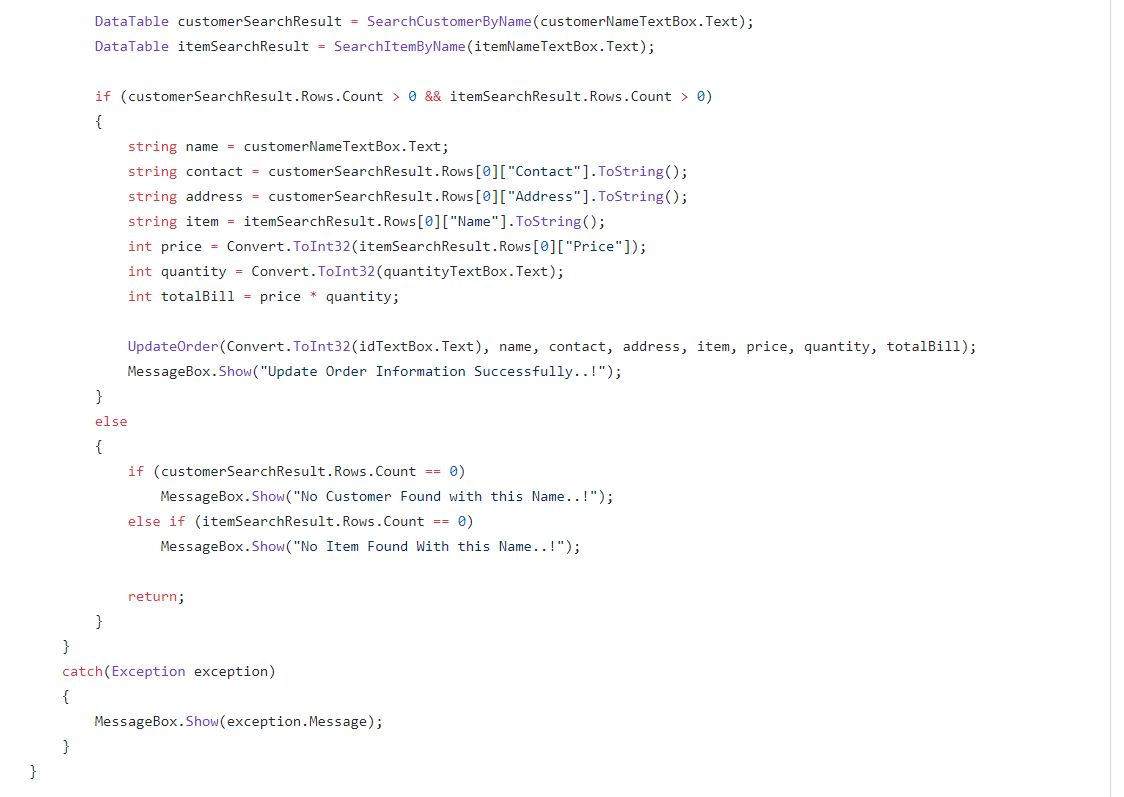 DataTable customerSearchResult = SearchCustomerByName(customerNameTextBox.Text);
DataTable itemSearchResult = SearchItemByName(itemNameTextBox.Text);
if (customerSearchResult.Rows.Count > 0 && itemSearchResult.Rows.Count > 0)
{
string name = customerNameTextBox.Text;
string contact = customerSearchResult.Rows[0]["Contact"].ToString();
string address = customerSearchResult.Rows[0]["Address"].ToString();
string item = itemSearchResult.Rows[0]["Name"].ToString();
int price = Convert.ToInt32(itemSearchResult.Rows[0]["Price"]);
int quantity = Convert.ToInt32(quantityTextBox.Text);
int totalBill = price * quantity;
UpdateOrder(Convert.ToInt32(idTextBox.Text), name, contact, address, item, price, quantity, totalBill);
MessageBox.Show("Update Order Information Successfully..!");
}
else
{
if (customerSearchResult.Rows.Count == 0)
MessageBox.Show("No Customer Found with this Name..!");
else if (itemSearchResult.Rows.Count == 0)
MessageBox.Show("No Item Found With this Name..!");
return;
}
}
catch(Exception exception)
{
MessageBox.Show(exception.Message);
}
}